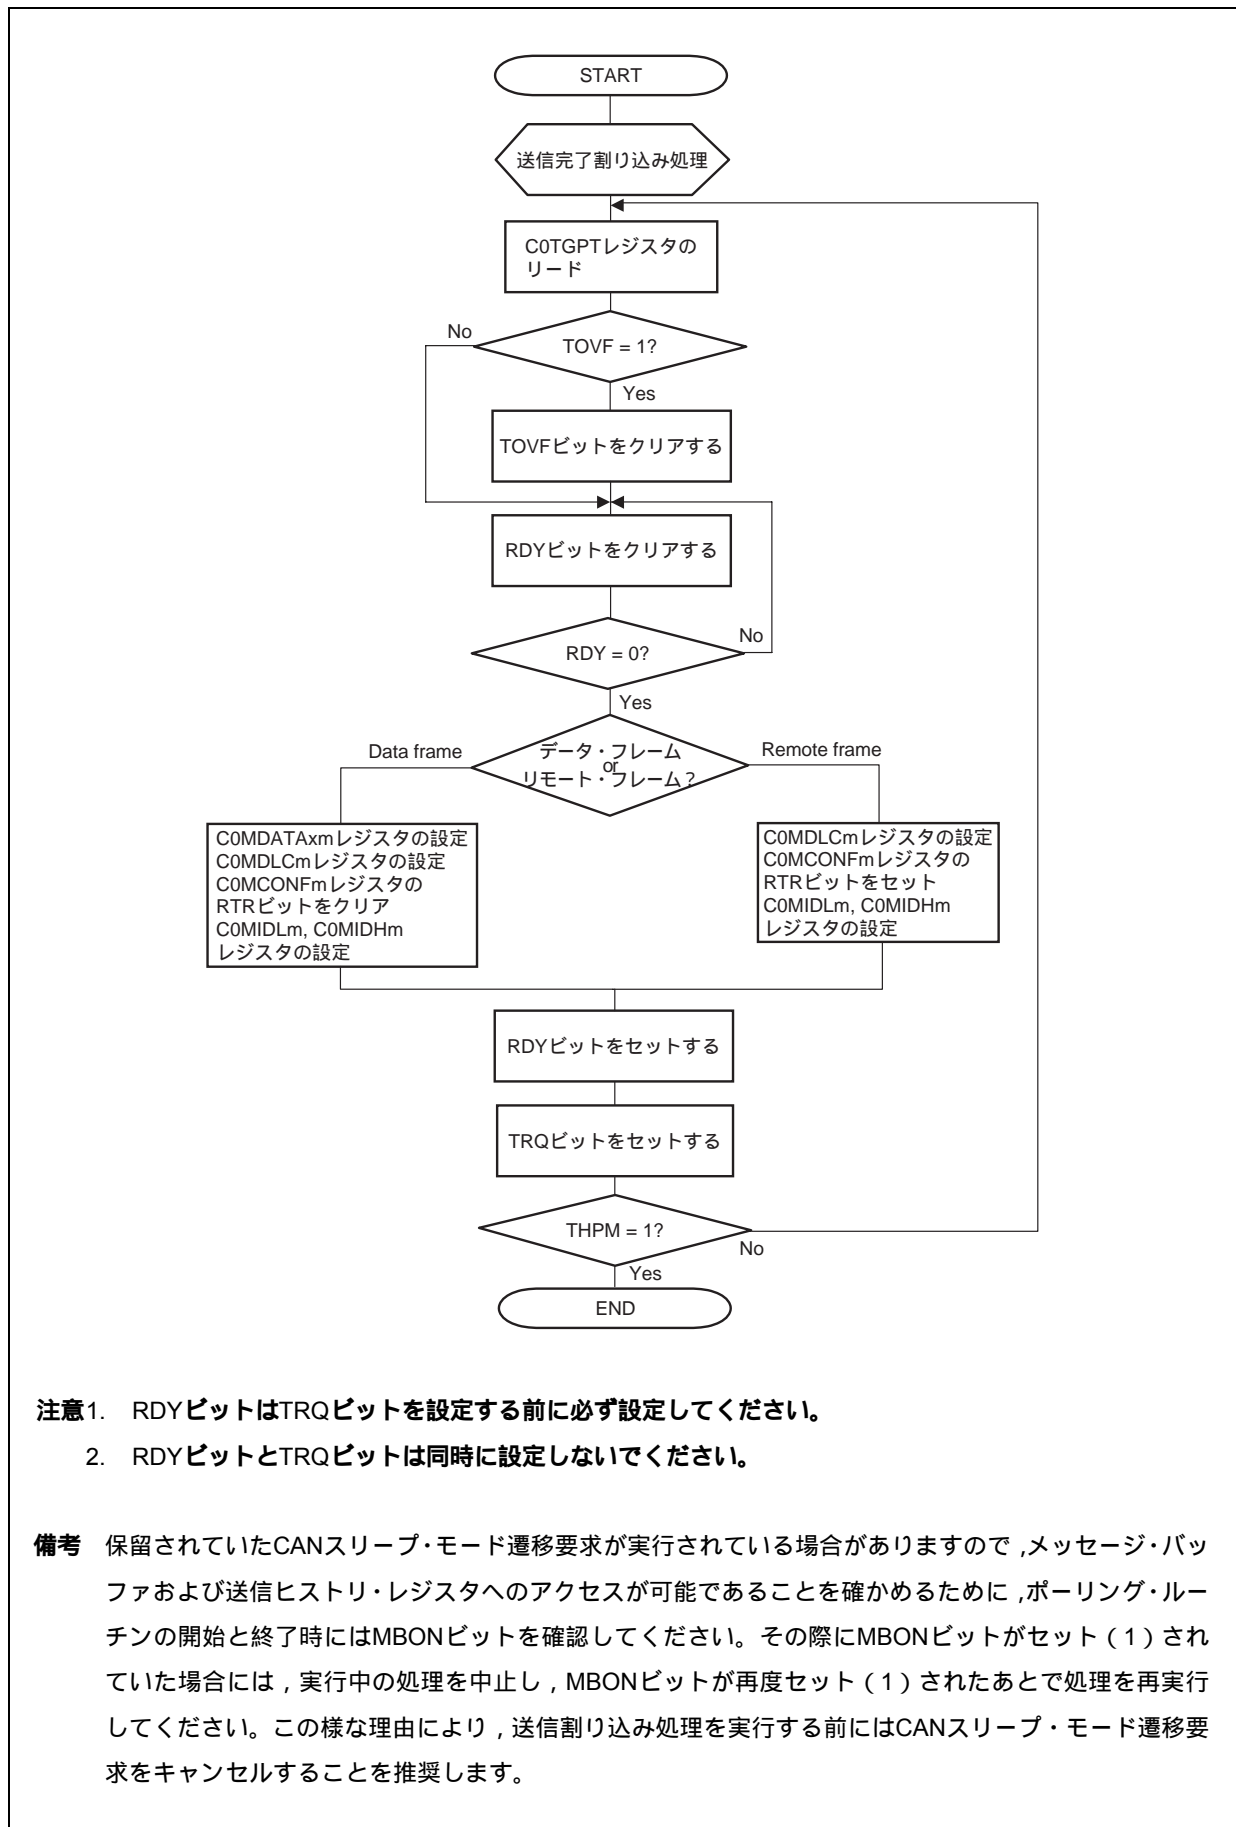 START
送信完了割り込み処理
C0TGPTレジスタの
リード
No
TOVF = 1?
Yes
TOVFビットをクリアする
RDYビットをクリアする
No
RDY = 0?
Yes
Data frame
データ・フレーム
or
リモート・フレーム？
Remote frame
C0MDATAxmレジスタの設定
C0MDLCmレジスタの設定
C0MCONFmレジスタの
RTRビットをクリア
C0MIDLm, C0MIDHm
レジスタの設定
C0MDLCmレジスタの設定
C0MCONFmレジスタの
RTRビットをセット
C0MIDLm, C0MIDHm
レジスタの設定
RDYビットをセットする
TRQビットをセットする
THPM = 1?
No
Yes
END
注意1. RDYビットはTRQビットを設定する前に必ず設定してください。
2. RDYビットとTRQビットは同時に設定しないでください。
備考 保留されていたCANスリープ・モード遷移要求が実行されている場合がありますので，メッセージ・バッ
ファおよび送信ヒストリ・レジスタへのアクセスが可能であることを確かめるために，ポーリング・ルー
チンの開始と終了時にはMBONビットを確認してください。その際にMBONビットがセット（1）され
ていた場合には，実行中の処理を中止し，MBONビットが再度セット（1）されたあとで処理を再実行
してください。この様な理由により，送信割り込み処理を実行する前にはCANスリープ・モード遷移要
求をキャンセルすることを推奨します。